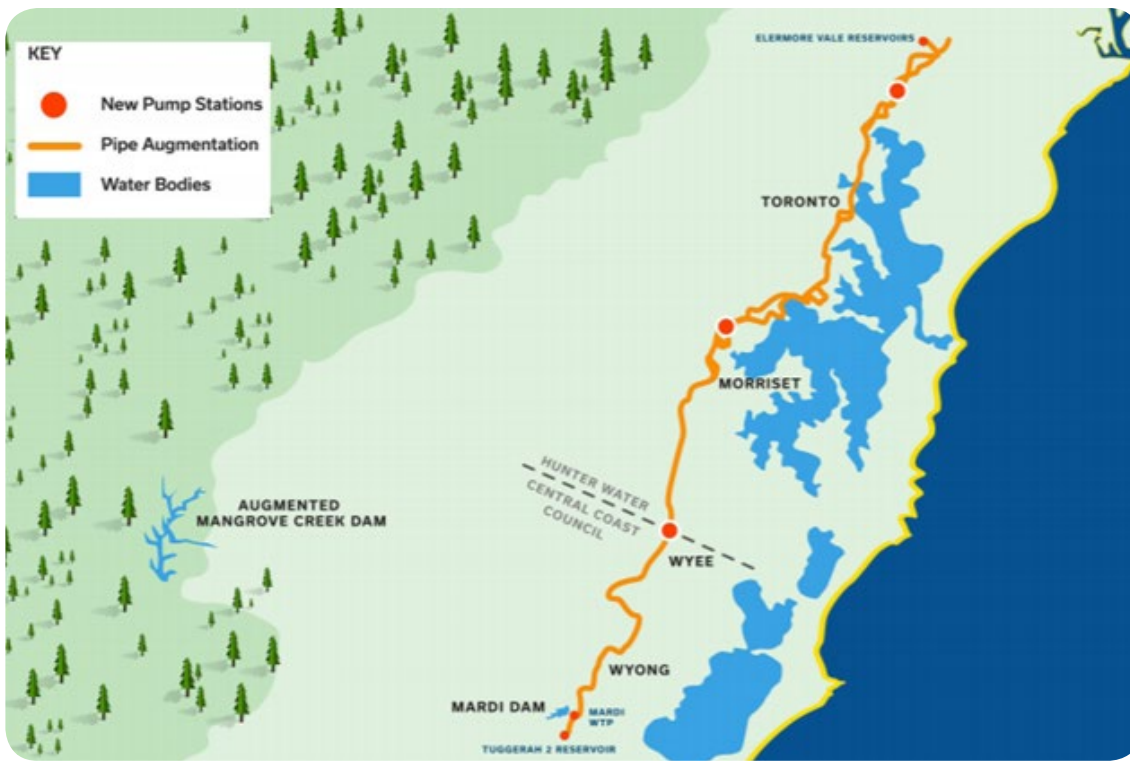 KEY
New Pump Stations
Pipe Augmentation
Water Bodies
ELERMORE VALE RESERVOIRS
TORONTO
MORRISET
HUNTER WATER
CENTRAL COAST
COUNCIL
AUGMENTED
MANGROVE CREEK DAM
WYEE
WYONG
MARDI DAM
MARDI
WTP
TUGGERAH 2 RESERVOIR